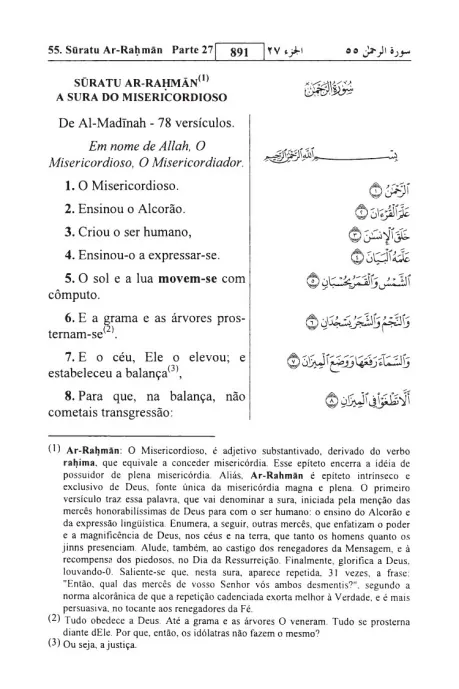 55. Sūratu Ar-Raḥmān Parte 27 891 الجزء ٢٧ سورة الرحمن ٥٥
SŪRATU AR-RAḤMĀN(1)
A SURA DO MISERICORDIOSO
De Al-Madīnah - 78 versículos.
Em nome de Allah, O
Misericordioso, O Misericordiador.
1. O Misericordioso.
2. Ensinou o Alcorão.
3. Criou o ser humano,
4. Ensinou-o a expressar-se.
5. O sol e a lua movem-se com
cômputo.
6. E a grama e as árvores pros-
ternam-se(2).
7. E o céu, Ele o elevou; e
estabeleceu a balança(3),
8. Para que, na balança, não
cometais transgressão:
سُورَةُ الرَّحْمَٰن
بِسْمِ اللَّهِ الرَّحْمَٰنِ الرَّحِيمِ
الرَّحْمَٰنُ ١
عَلَّمَ الْقُرْءَانَ ٢
خَلَقَ الْإِنسَٰنَ ٣
عَلَّمَهُ الْبَيَانَ ٤
الشَّمْسُ وَالْقَمَرُ بِحُسْبَانٍ ٥
وَالنَّجْمُ وَالشَّجَرُ يَسْجُدَانِ ٦
وَالسَّمَاءَ رَفَعَهَا وَوَضَعَ الْمِيزَانَ ٧
أَلَّا تَطْغَوْا فِي الْمِيزَانِ ٨
(1) Ar-Raḥmān: O Misericordioso, é adjetivo substantivado, derivado do verbo
raḥima, que equivale a conceder misericórdia. Esse epíteto encerra a idéia de
possuidor de plena misericórdia. Aliás, Ar-Rahmān é epíteto intrínseco e
exclusivo de Deus, fonte única da misericórdia magna e plena. O primeiro
versículo traz essa palavra, que vai denominar a sura, iniciada pela menção das
mercês honorabilíssimas de Deus para com o ser humano: o ensino do Alcorão e
da expressão lingüística. Enumera, a seguir, outras mercês, que enfatizam o poder
e a magnificência de Deus, nos céus e na terra, que tanto os homens quanto os
jinns presenciam. Alude, também, ao castigo dos renegadores da Mensagem, e à
recompensa dos piedosos, no Dia da Ressurreição. Finalmente, glorifica a Deus,
louvando-O. Saliente-se que, nesta sura, aparece repetida, 31 vezes, a frase:
"Então, qual das mercês de vosso Senhor vós ambos desmentis?", segundo a
norma alcorânica de que a repetição cadenciada exorta melhor à Verdade, e é mais
persuasiva, no tocante aos renegadores da Fé.
(2) Tudo obedece a Deus. Até a grama e as árvores O veneram. Tudo se prosterna
diante dEle. Por que, então, os idólatras não fazem o mesmo?
(3) Ou seja, a justiça.